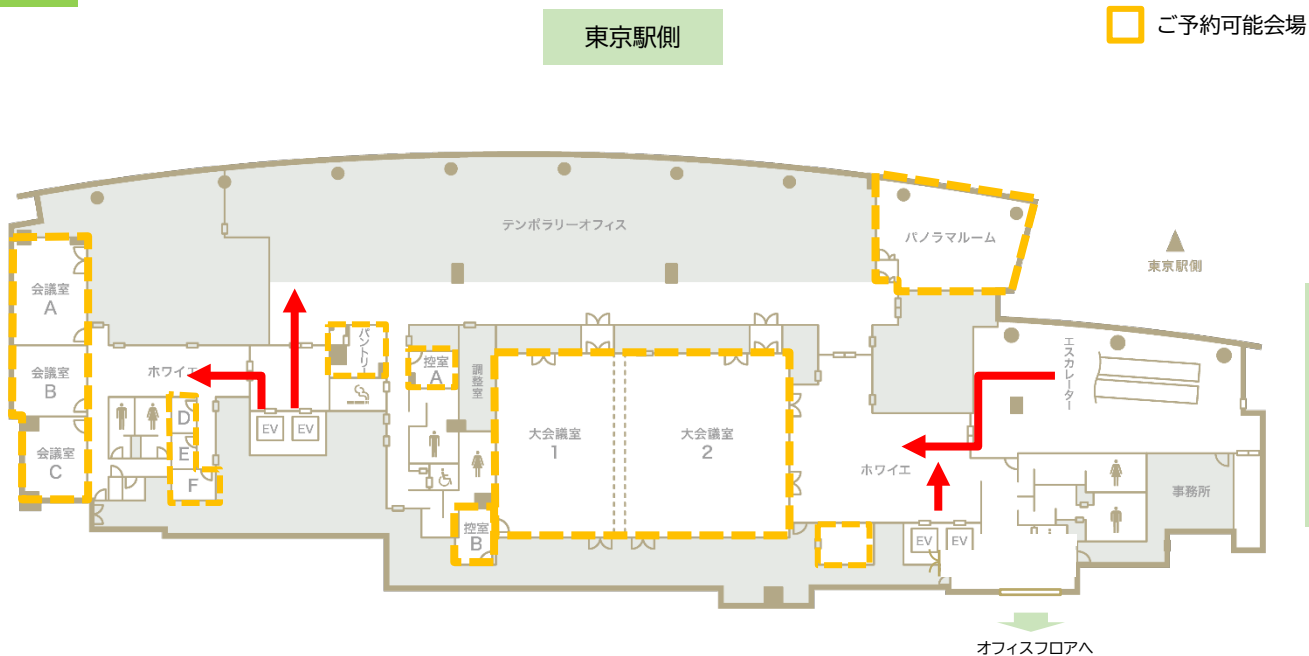 東京駅側
ご予約可能会場
テンポラリーオフィス
パノラマルーム
東京駅側
会議室
A
会議室
B
会議室
C
ホワイエ
D
E
F
EV
EV
パントリー
控室
A
調整室
控室
B
大会議室
1
大会議室
2
エスカレーター
ホワイエ
EV
EV
事務所
オフィスフロアへ